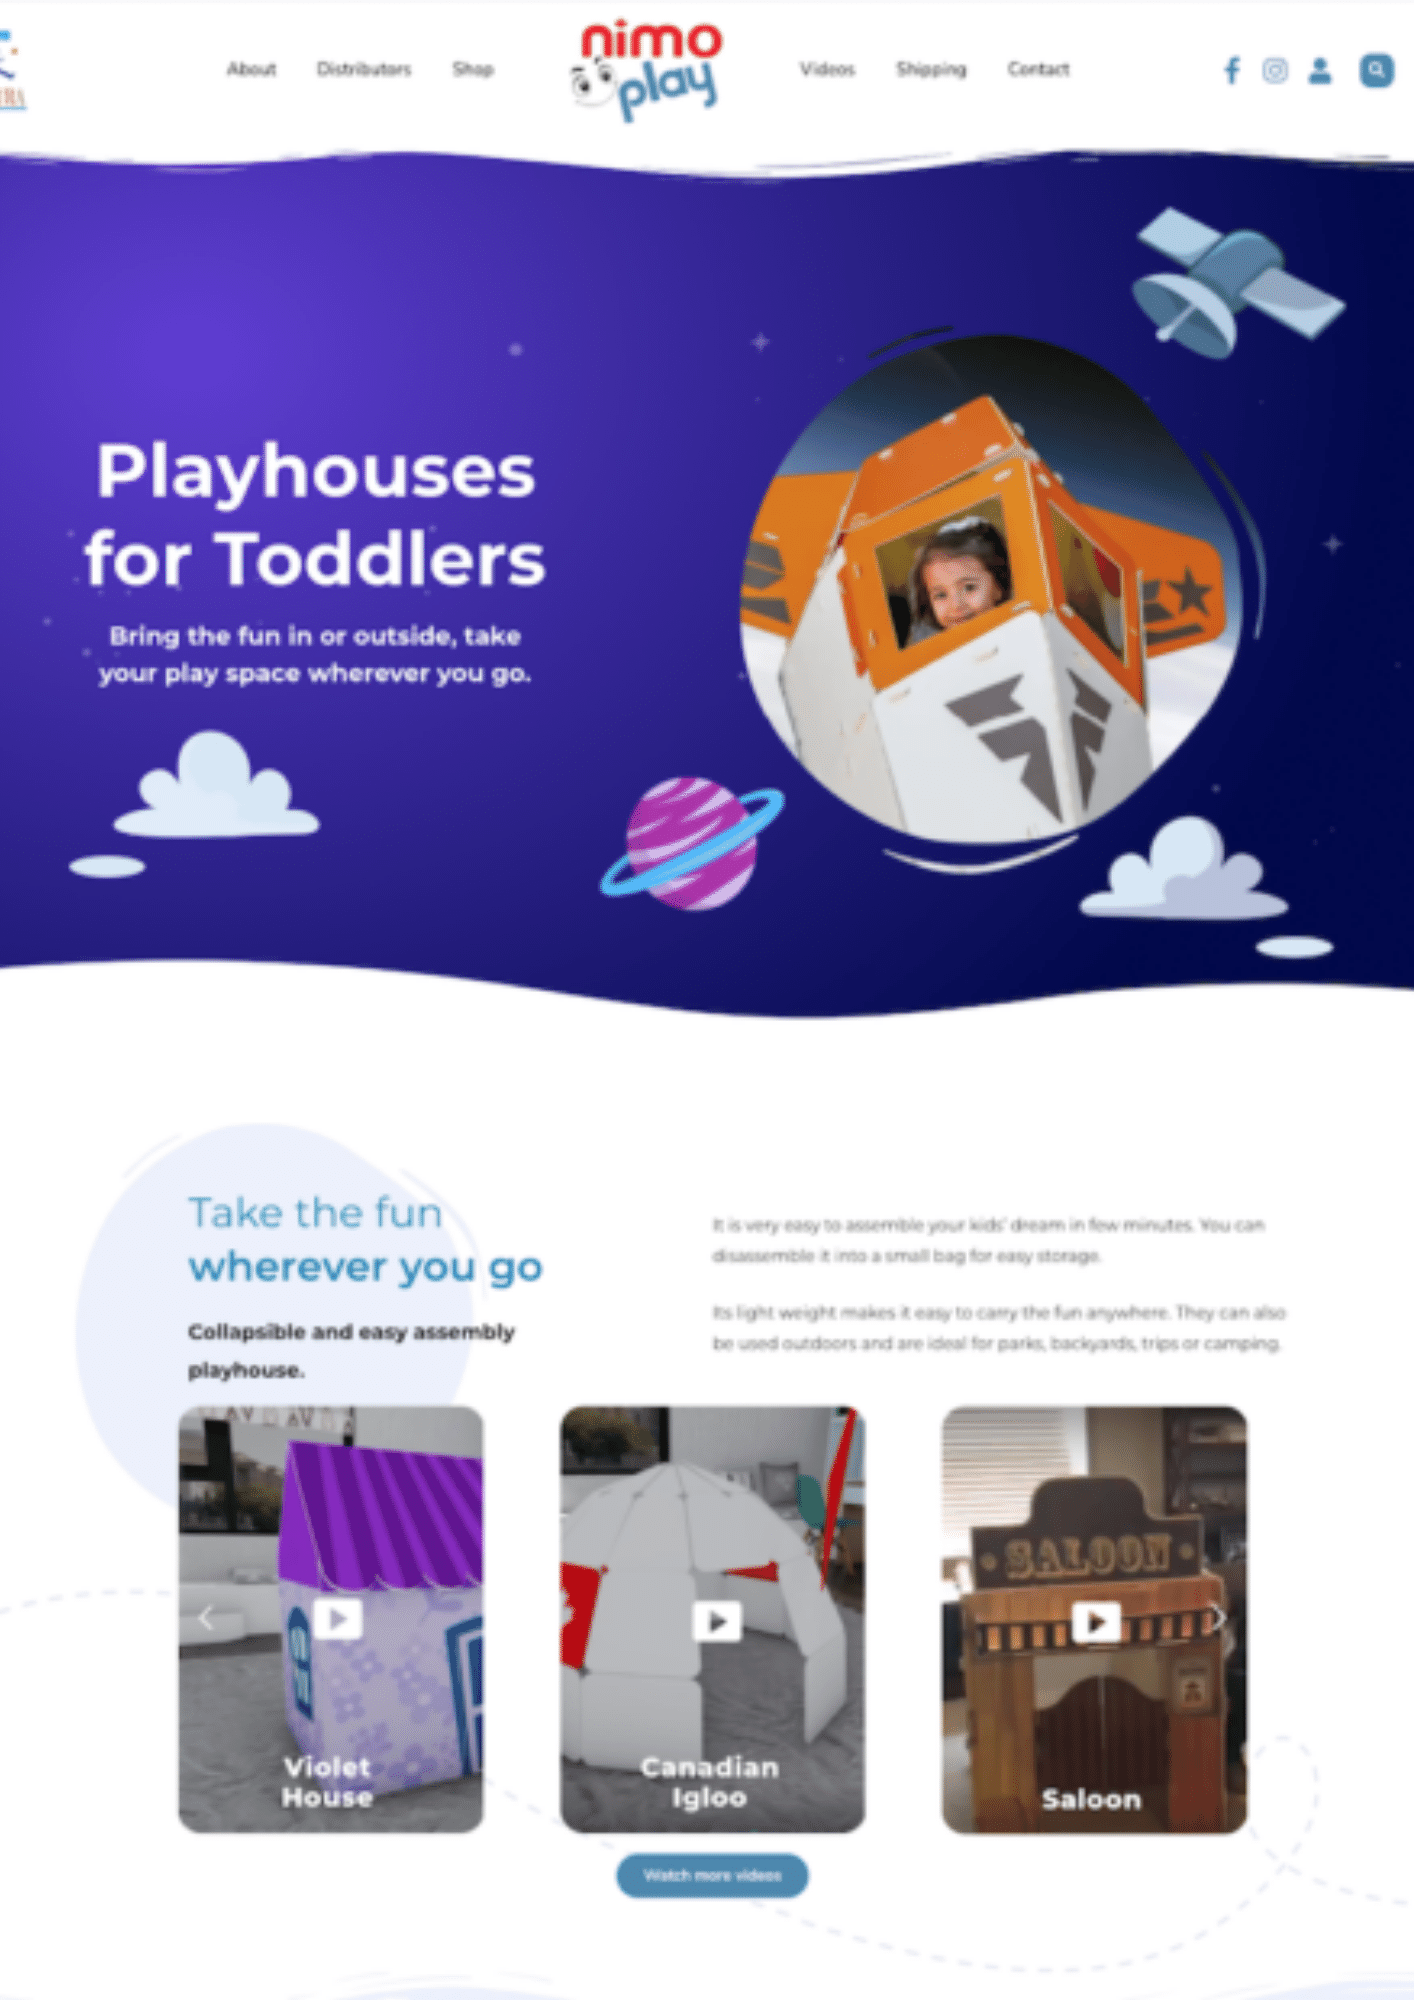 About
Distributors
Shop
nimo
play
Videos
Shipping
Contact
Playhouses
for Toddlers
Bring the fun in or outside, take
your play space wherever you go.
Take the fun
wherever you go
Collapsible and easy assembly
playhouse.
It is very easy to assemble your kids' dream in few minutes. You can
disassemble it into a small bag for easy storage.
Its light weight makes it easy to carry the fun anywhere. They can also
be used outdoors and are ideal for parks, backyards, trips or camping.
Violet
House
Canadian
Igloo
SALOON
Saloon
Watch more videos